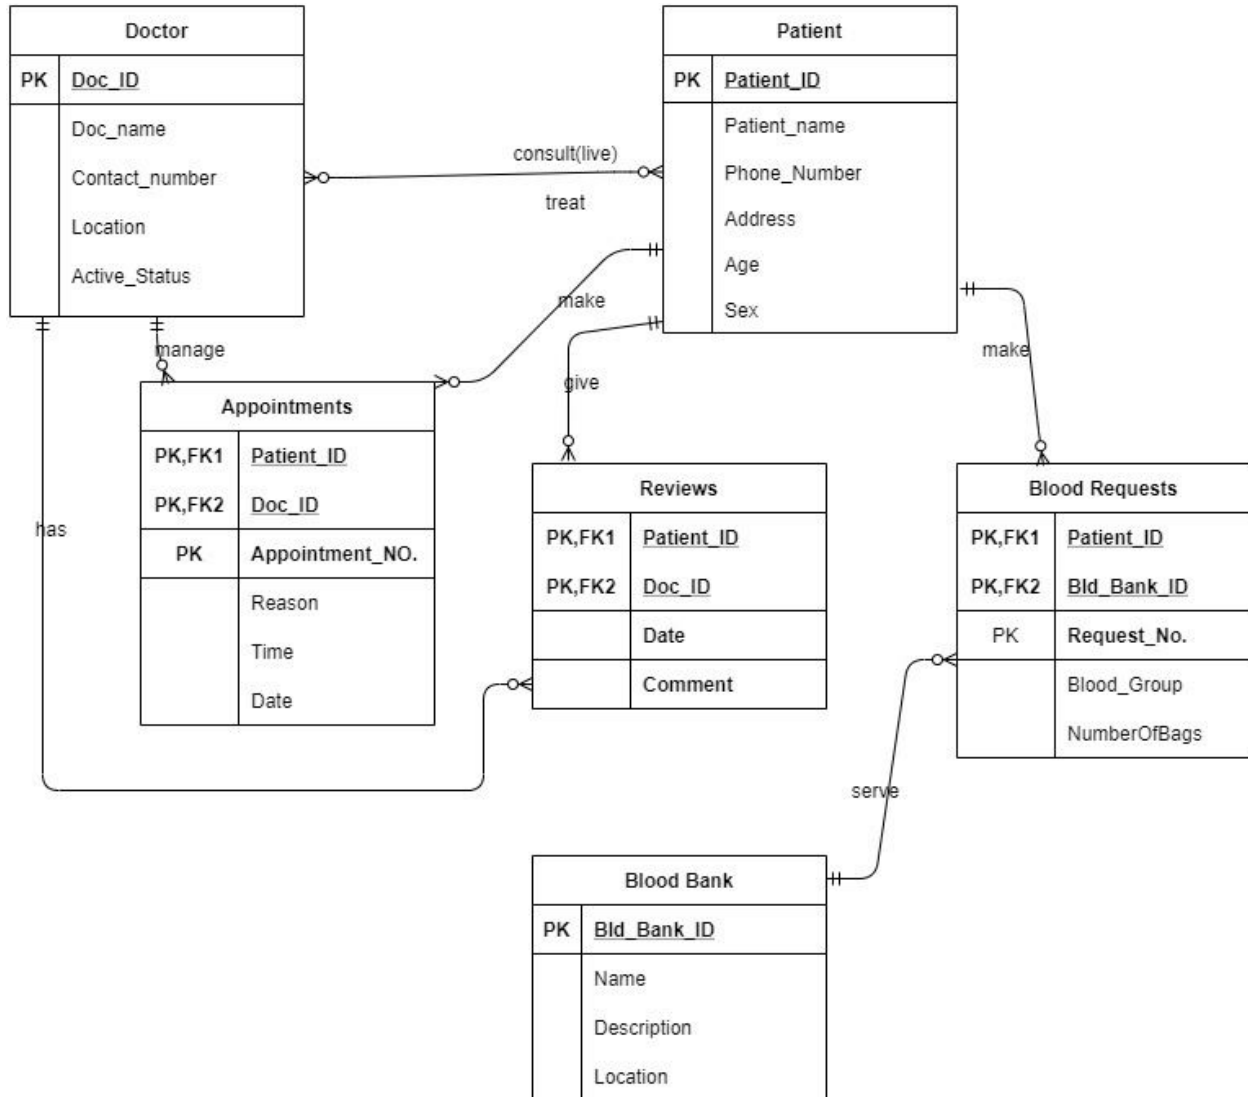 Doctor
PK Doc_ID
Doc_name
Contact_number
Location
Active_Status
Patient
PK Patient_ID
Patient_name
Phone_Number
Address
Age
Sex
consult(live)
treat
make
manage
give
make
has
Appointments
PK,FK1 Patient_ID
PK,FK2 Doc_ID
PK Appointment_NO.
Reason
Time
Date
Reviews
PK,FK1 Patient_ID
PK,FK2 Doc_ID
Date
Comment
Blood Requests
PK,FK1 Patient_ID
PK,FK2 Bld_Bank_ID
PK Request_No.
Blood_Group
NumberOfBags
serve
Blood Bank
PK Bld_Bank_ID
Name
Description
Location